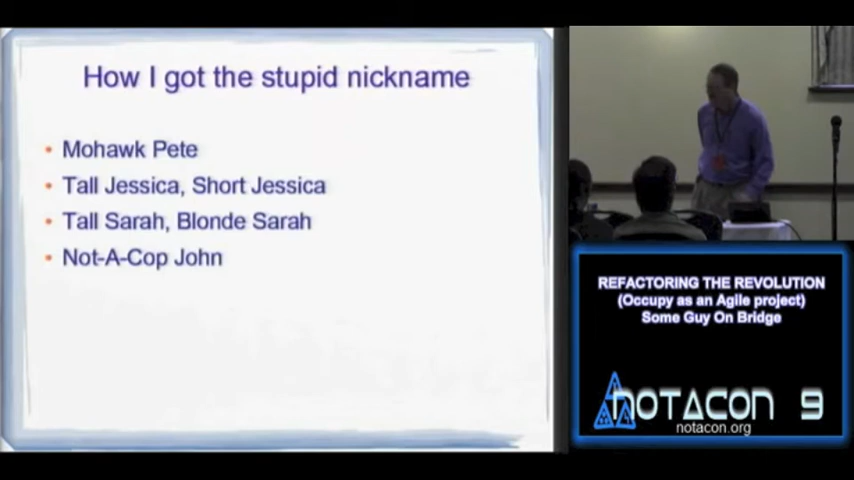 How I got the stupid nickname
Mohawk Pete
Tall Jessica, Short Jessica
Tall Sarah, Blonde Sarah
Not-A-Cop John
REFACTORING THE REVOLUTION
(Occupy as an Agile project)
Some Guy On Bridge
NOTACON 9
notacon.org